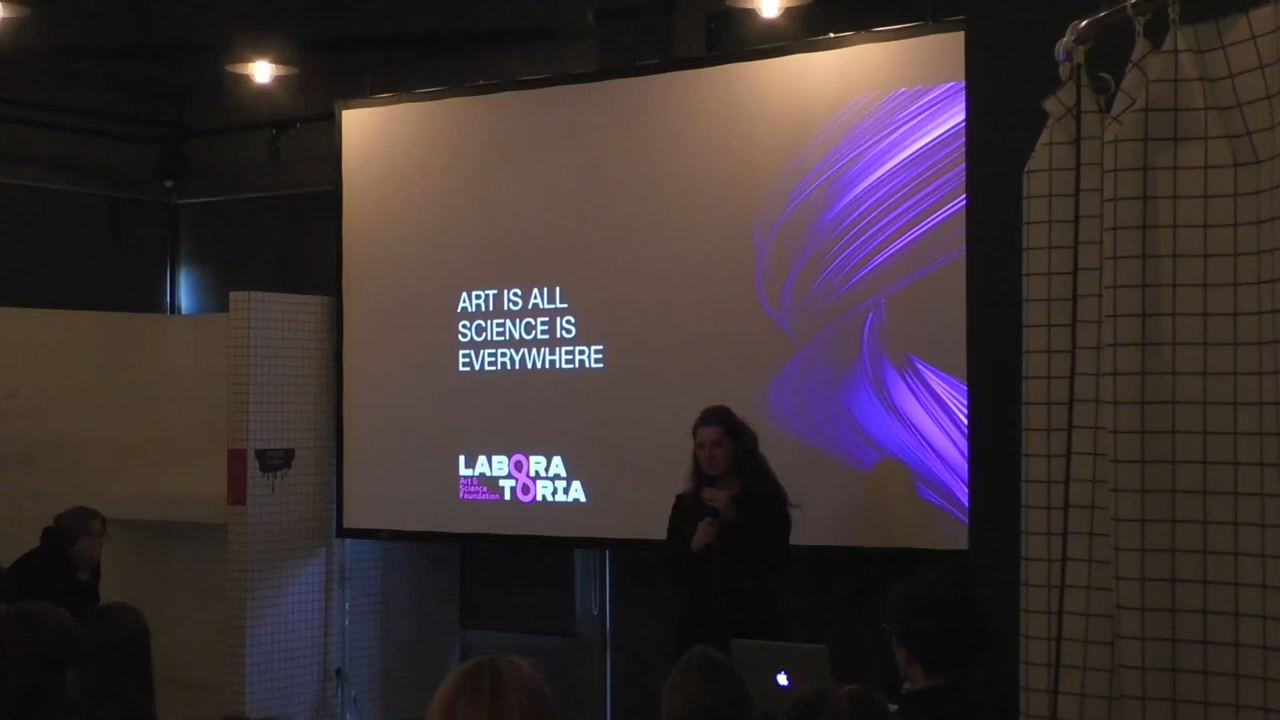 ART IS ALL
SCIENCE IS
EVERYWHERE
LABORA
Art &
Science
Foundation
TORIA